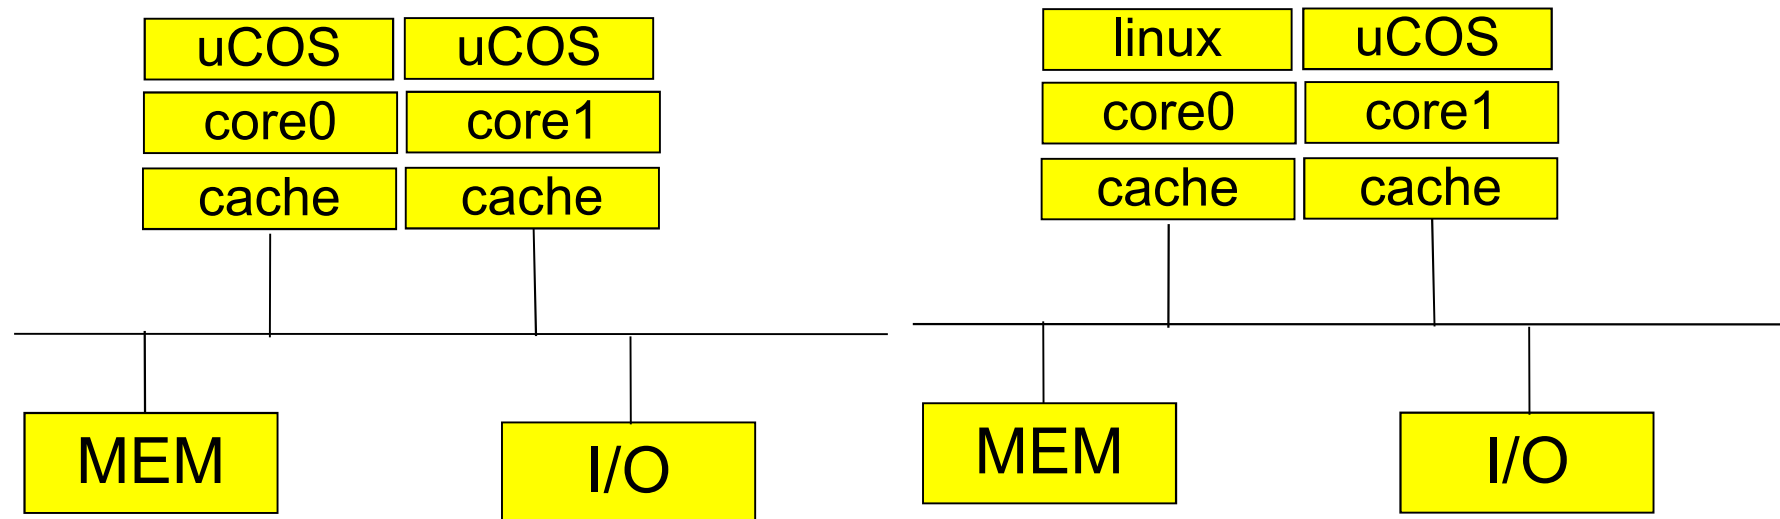 uCOS uCOS
core0 core1
cache cache
MEM
I/O
linux uCOS
core0 core1
cache cache
MEM
I/O